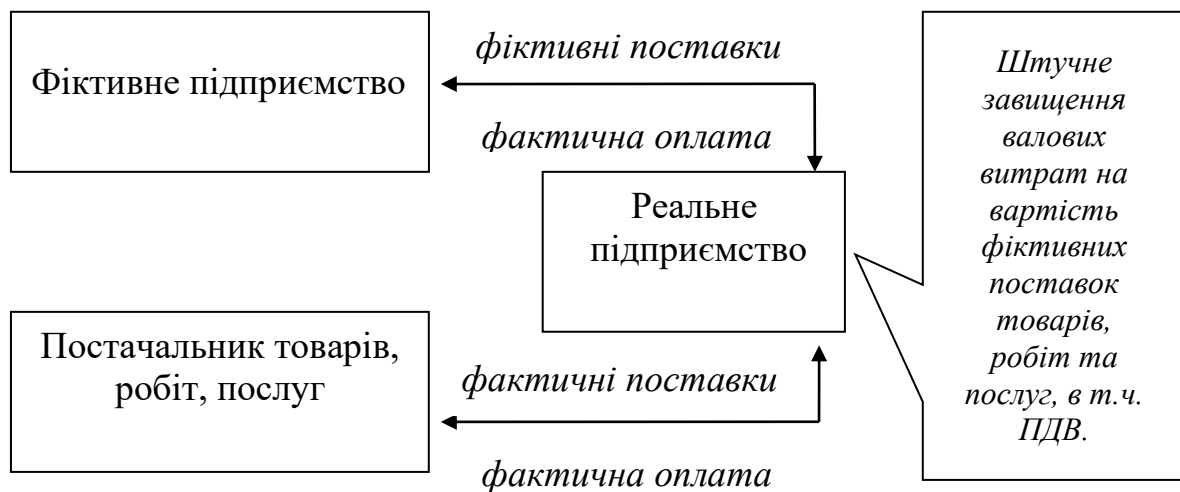 фіктивні поставки
Фіктивне підприємство
фактична оплата
Реальне
підприємство
Постачальник товарів,
робіт, послуг
фактичні поставки
фактична оплата
Штучне
завищення
валових
витрат на
вартість
фіктивних
поставок
товарів,
робіт та
послуг, в т.ч.
ПДВ.